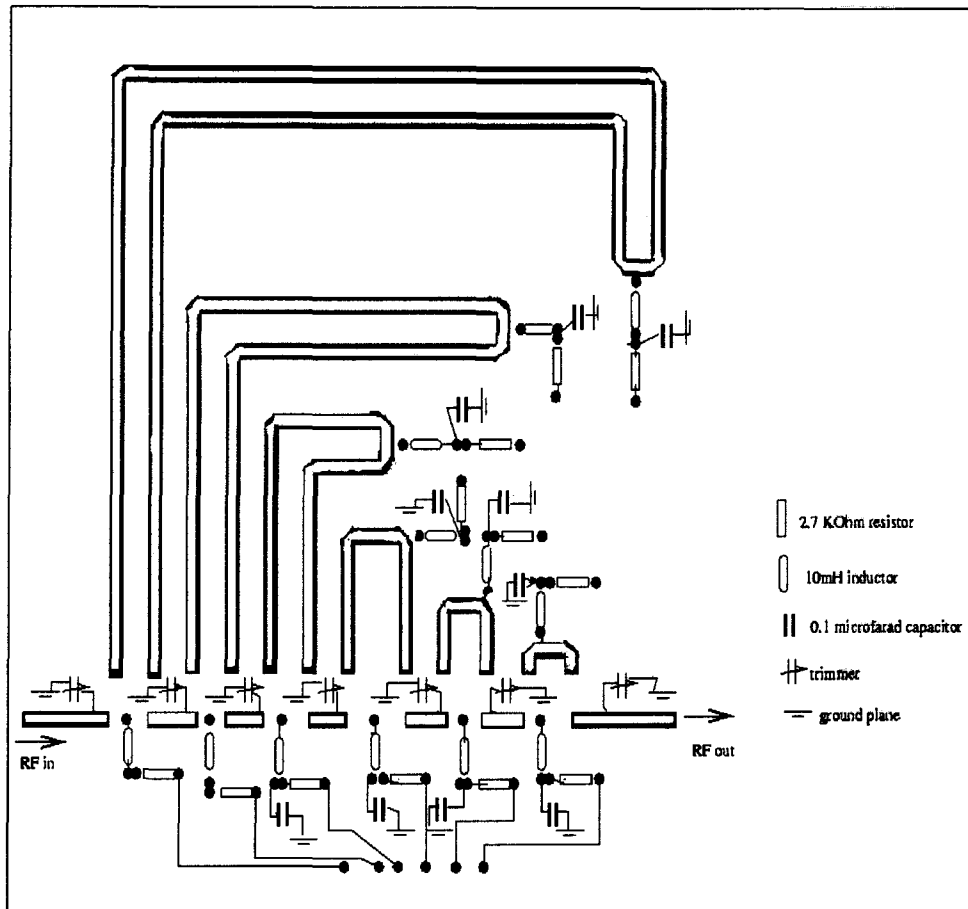 2.7 KOhm resistor
10mH inductor
0.1 microfarad capacitor
trimmer
ground plane
RF in
RF out